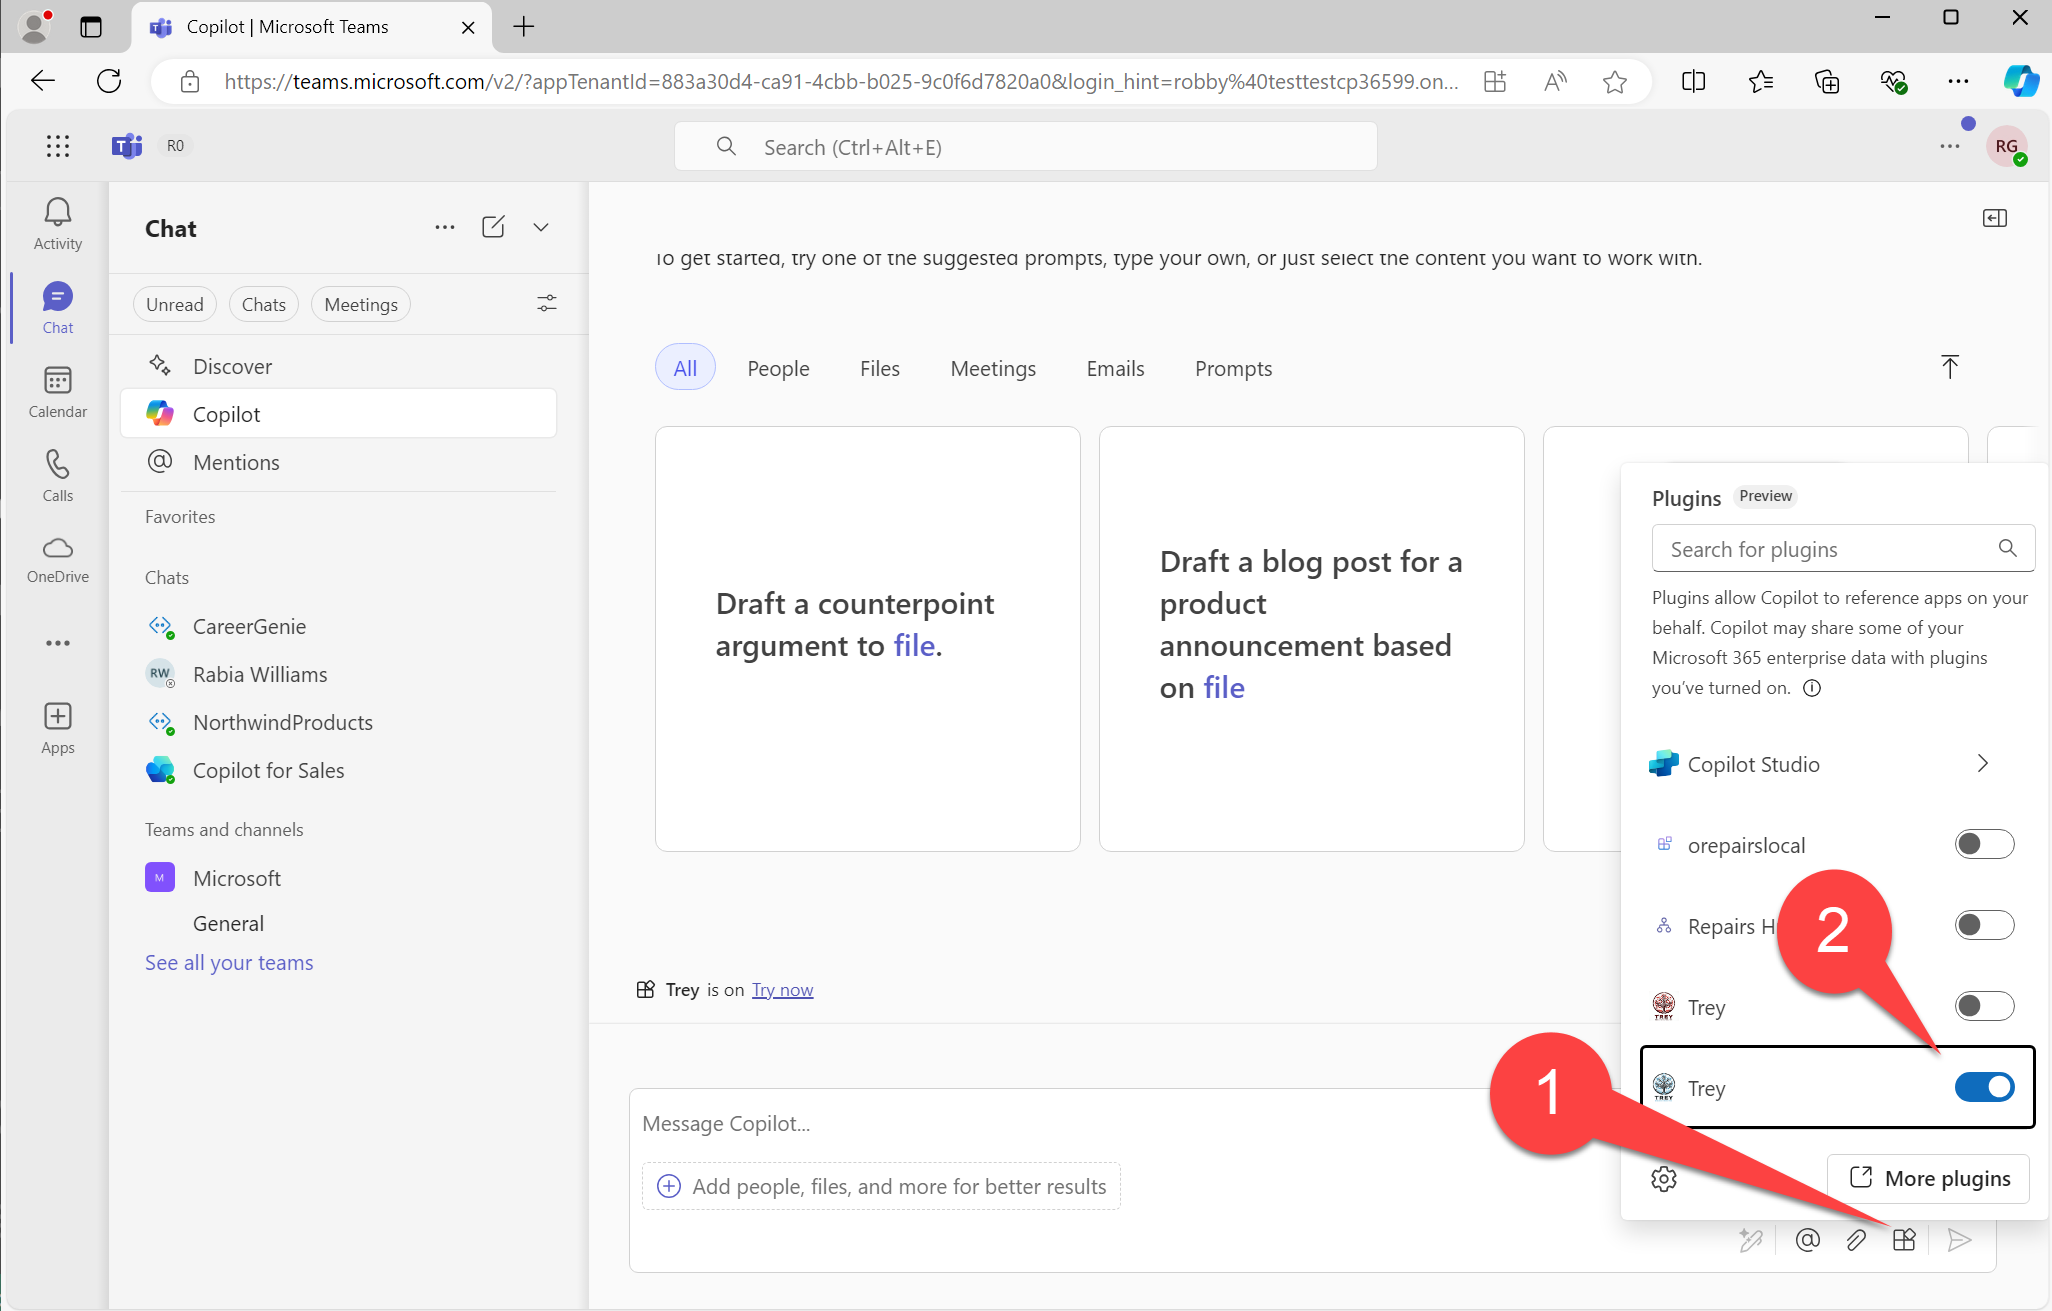 Copilot | Microsoft Teams
https://teams.microsoft.com/v2/?appTenantId=883a30d4-ca91-4cbb-b025-9c0f6d7820a0&login_hint=robby%40testtestcp36599.on...
R0
Search (Ctrl+Alt+E)
RG
Activity
Chat
Calendar
Calls
OneDrive
Apps
Chat
Unread
Chats
Meetings
Discover
Copilot
Mentions
Favorites
Chats
CareerGenie
RW
Rabia Williams
NorthwindProducts
Copilot for Sales
Teams and channels
M
Microsoft
General
See all your teams
To get started, try one of the suggested prompts, type your own, or just select the content you want to work with.
All
People
Files
Meetings
Emails
Prompts
Draft a counterpoint
argument to file.
Draft a blog post for a
product
announcement based
on file
Trey is on Try now
Message Copilot...
Add people, files, and more for better results
Plugins
Preview
Search for plugins
Plugins allow Copilot to reference apps on your
behalf. Copilot may share some of your
Microsoft 365 enterprise data with plugins
you've turned on.
Copilot Studio
orepairslocal
Repairs H
2
TREY
Trey
1
TREY
Trey
More plugins